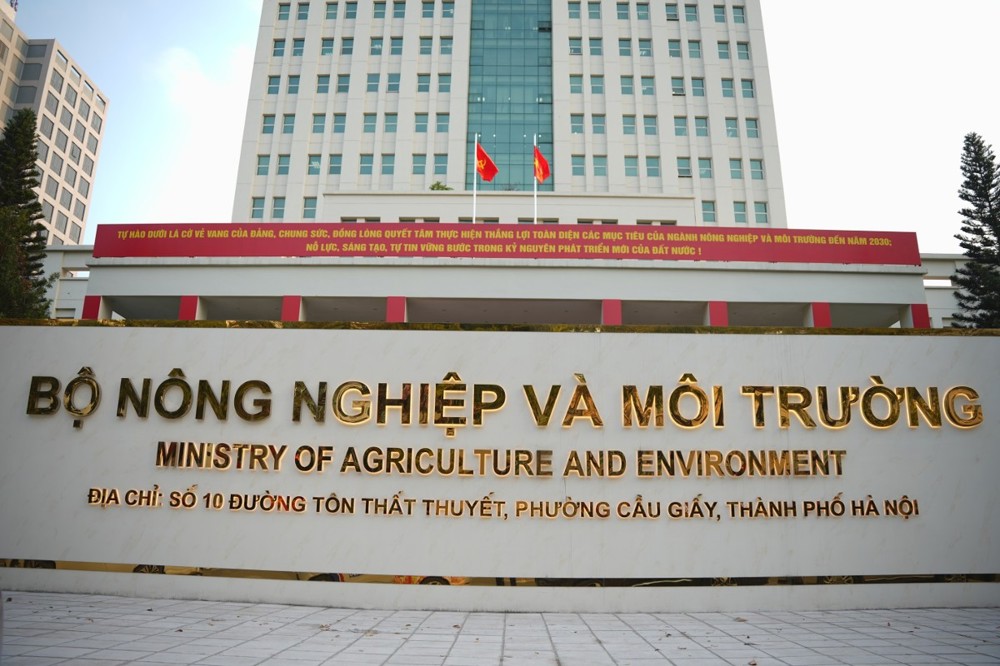 TỰ HÀO DƯỚI LÁ CỜ VẺ VANG CỦA ĐẢNG, CHUNG SỨC, ĐỒNG LÒNG QUYẾT TÂM THỰC HIỆN THẮNG LỢI TOÀN DIỆN CÁC MỤC TIÊU CỦA NGÀNH NÔNG NGHIỆP VÀ MÔI TRƯỜNG ĐẾN NĂM 2030;
NỖ LỰC, SÁNG TẠO, TỰ TIN VỮNG BƯỚC TRONG KỶ NGUYÊN PHÁT TRIỂN MỚI CỦA ĐẤT NƯỚC !
BỘ NÔNG NGHIỆP VÀ MÔI TRƯỜNG
MINISTRY OF AGRICULTURE AND ENVIRONMENT
ĐỊA CHỈ: SỐ 10 ĐƯỜNG TÔN THẤT THUYẾT, PHƯỜNG CẦU GIẤY, THÀNH PHỐ HÀ NỘI